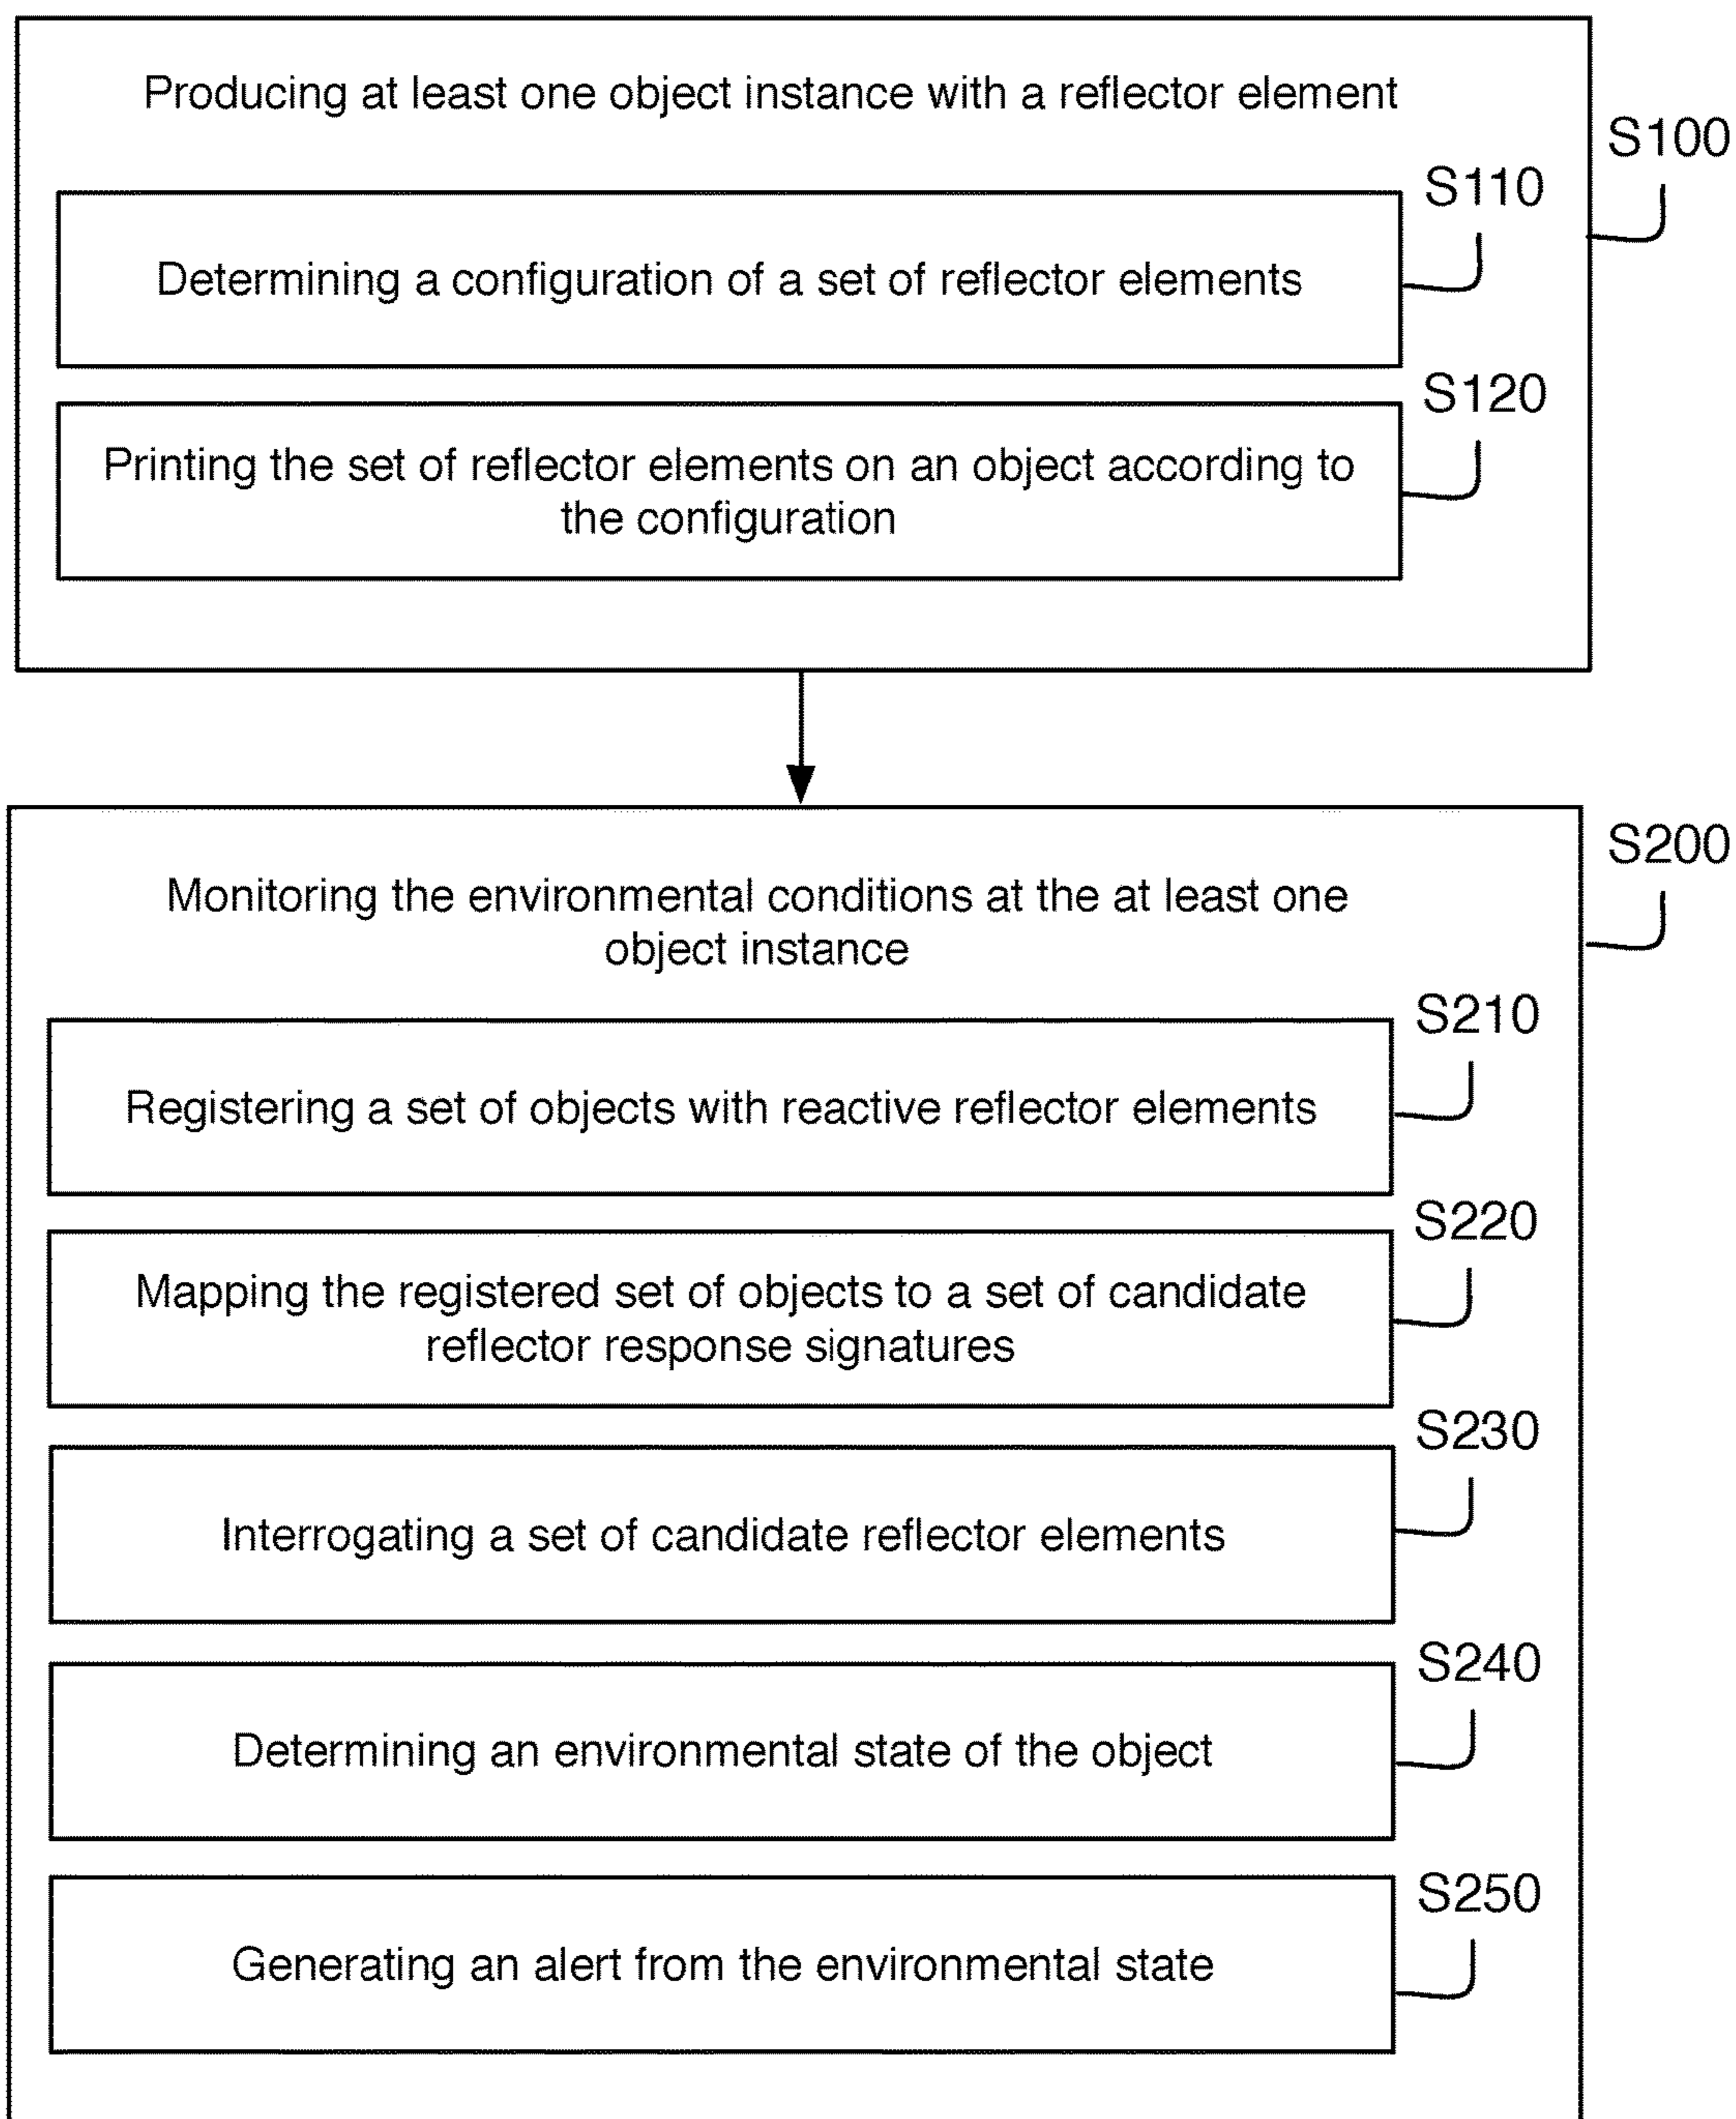 Producing at least one object instance with a reflector element
S100
S110
Determining a configuration of a set of reflector elements
S120
Printing the set of reflector elements on an object according to
the configuration
S200
Monitoring the environmental conditions at the at least one
object instance
S210
Registering a set of objects with reactive reflector elements
S220
Mapping the registered set of objects to a set of candidate
reflector response signatures
S230
Interrogating a set of candidate reflector elements
S240
Determining an environmental state of the object
S250
Generating an alert from the environmental state